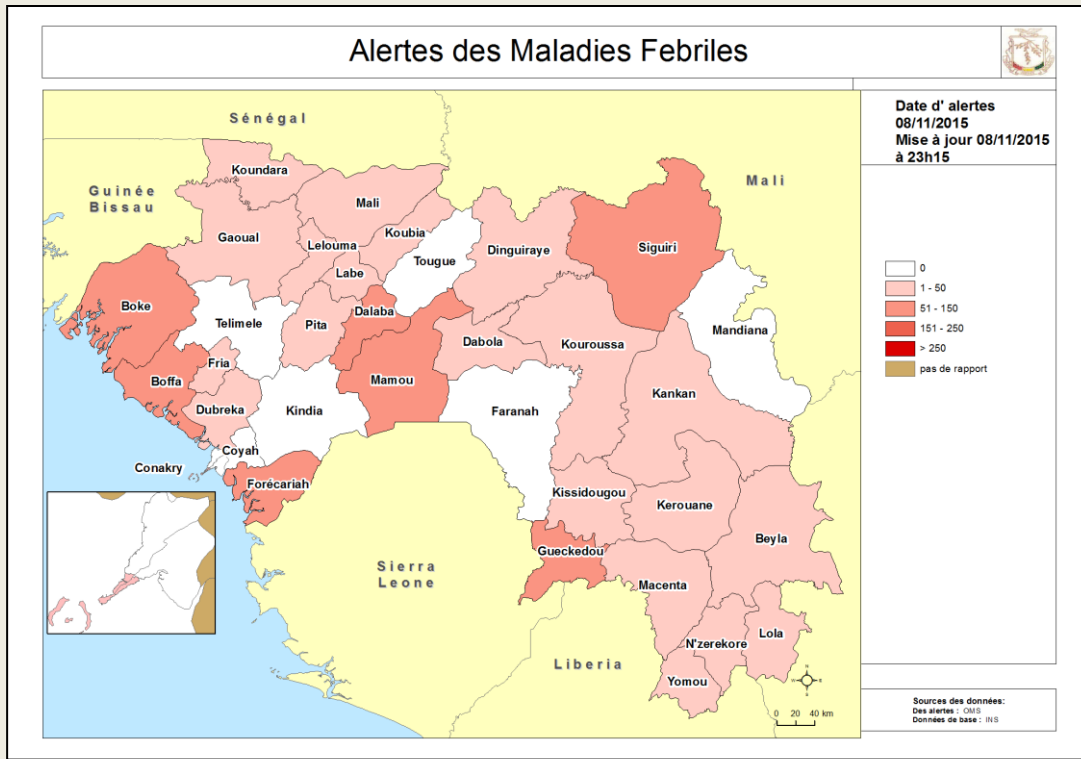 Alertes des Maladies Febriles
Date d' alertes
08/11/2015
Mise à jour 08/11/2015
à 23h15
0
1 - 50
51 - 150
151 - 250
> 250
pas de rapport
Sénégal
Guinée
Bissau
Mali
Koundara
Mali
Gaoual
Koubia
Lelouma
Tougue
Dinguiraye
Siguiri
Labe
Boke
Telimele
Pita
Dalaba
Mandiana
Dabola
Kouroussa
Fria
Boffa
Mamou
Kankan
Dubreka
Kindia
Faranah
Coyah
Conakry
Forécariah
Kissidougou
Kerouane
Beyla
Gueckedou
Sierra
Leone
Macenta
Lola
N'zerekore
Liberia
Yomou
N
W
E
S
0 20 40 km
Sources des données:
Des alertes : OMS
Données de base : INS